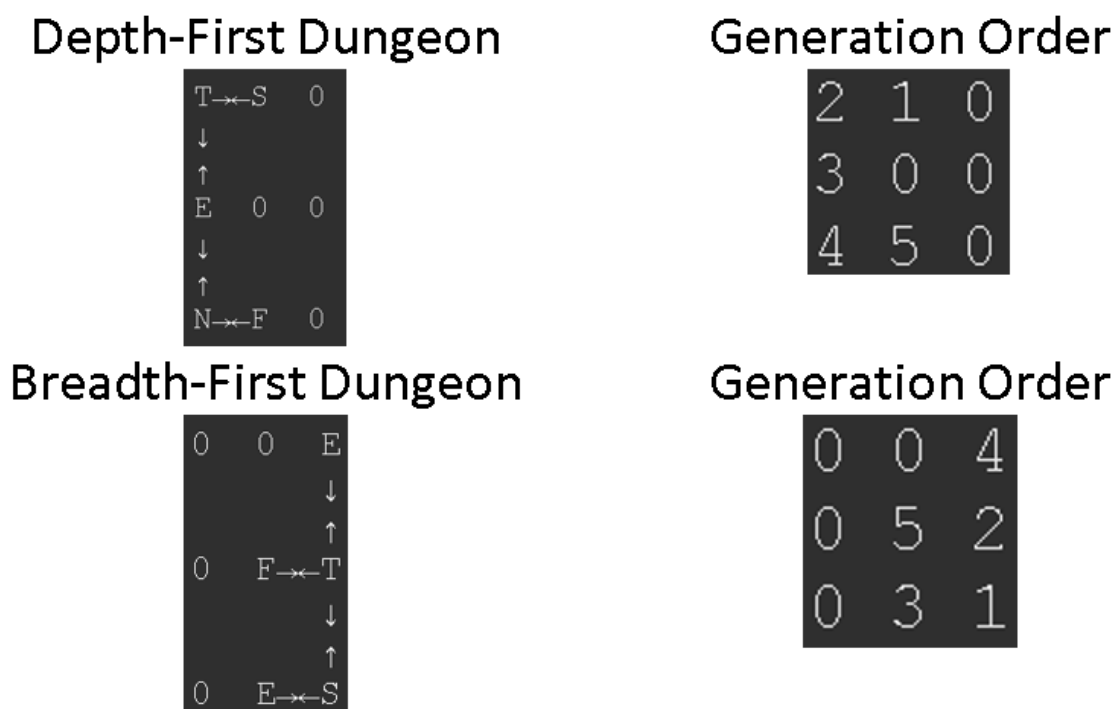 Depth-First Dungeon
Generation Order
T→←S 0
↓
↑
E 0 0
↓
↑
N→←F 0
2 1 0
3 0 0
4 5 0
Breadth-First Dungeon
Generation Order
0 0 E
↓
↑
0 F→←T
↓
↑
0 E→←S
0 0 4
0 5 2
0 3 1